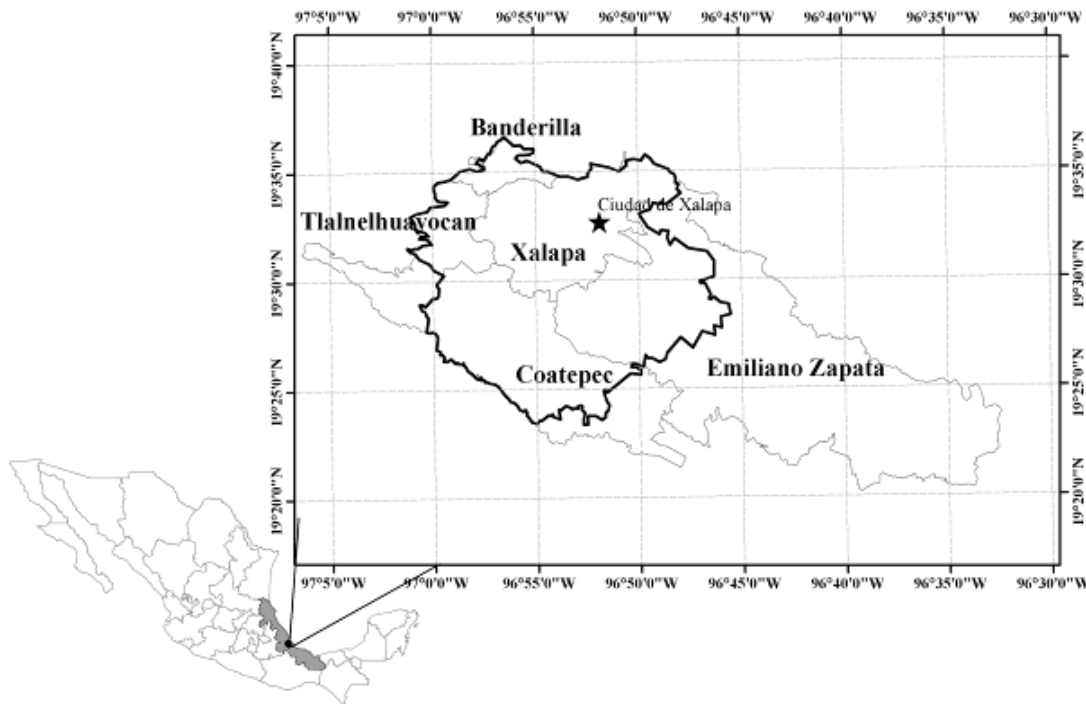 97°5'0"W 97°0'0"W 96°55'0"W 96°50'0"W 96°45'0"W 96°40'0"W 96°35'0"W 96°30'0"W
19°40'0"N
Banderilla
19°35'0"N 19°35'0"N
Ciudad de Xalapa
Tlalnelhuayocan
Xalapa
19°30'0"N 19°30'0"N
Emiliano Zapata
Coatepec
19°25'0"N 19°25'0"N
19°20'0"N 19°20'0"N
97°5'0"W 97°0'0"W 96°55'0"W 96°50'0"W 96°45'0"W 96°40'0"W 96°35'0"W 96°30'0"W